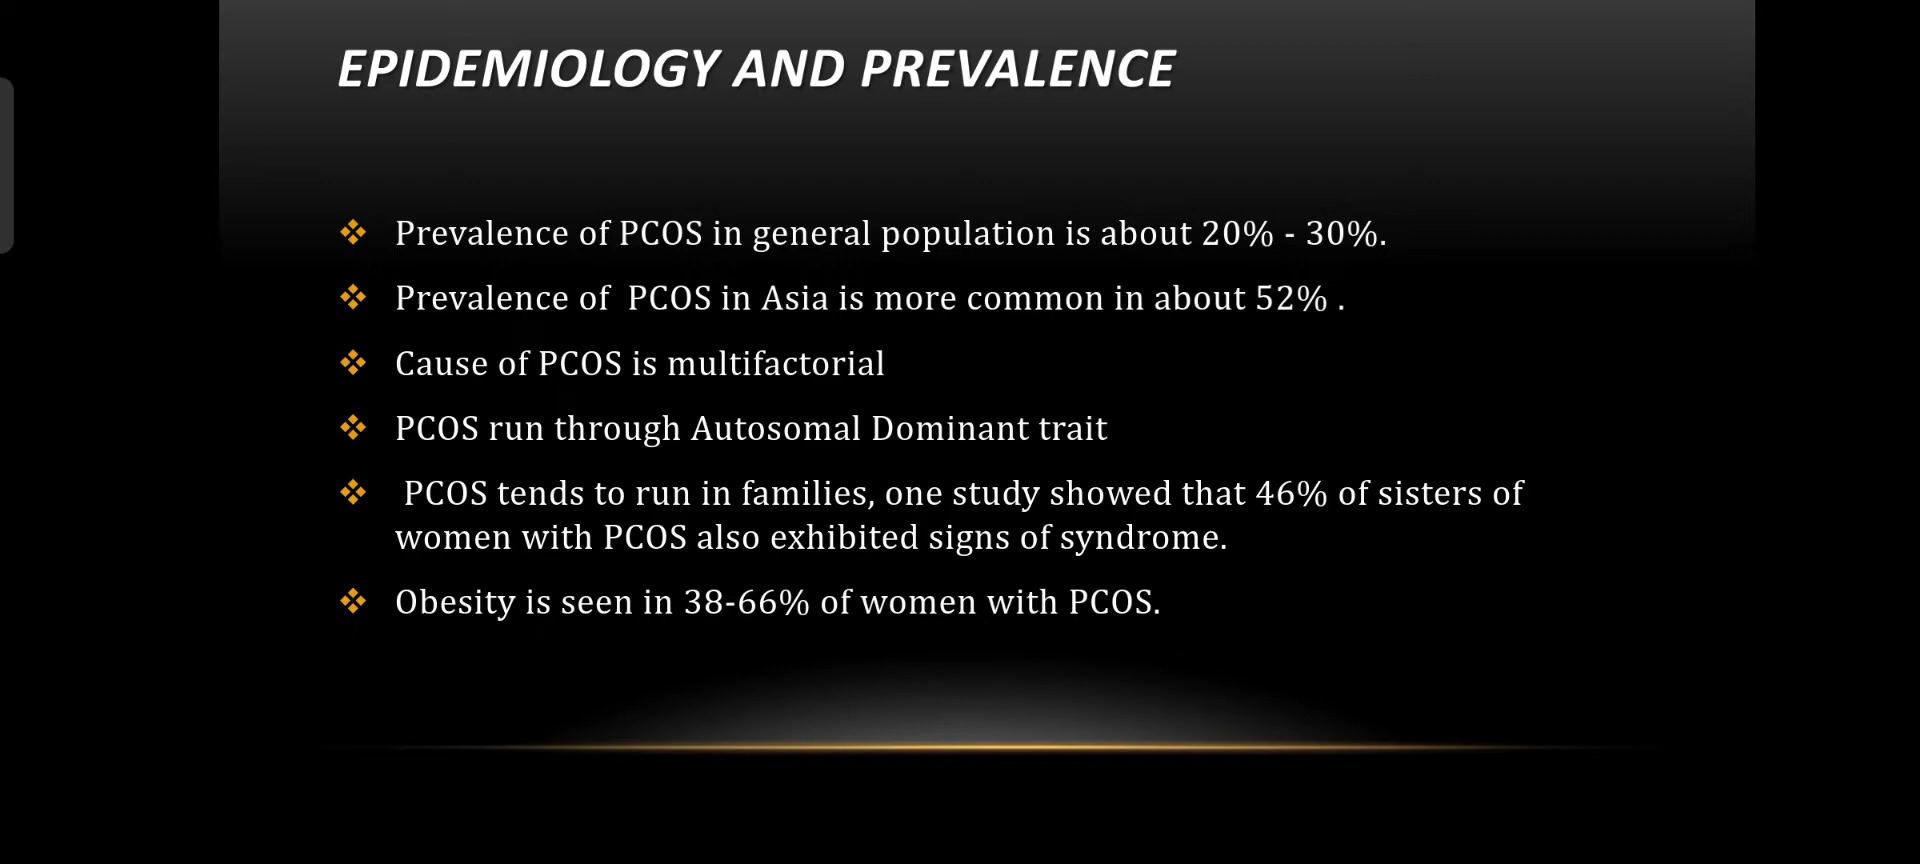 EPIDEMIOLOGY AND PREVALENCE
❖ Prevalence of PCOS in general population is about 20% - 30%.
❖ Prevalence of  PCOS in Asia is more common in about 52% .
❖ Cause of PCOS is multifactorial
❖ PCOS run through Autosomal Dominant trait
❖ PCOS tends to run in families, one study showed that 46% of sisters of
women with PCOS also exhibited signs of syndrome.
❖ Obesity is seen in 38-66% of women with PCOS.